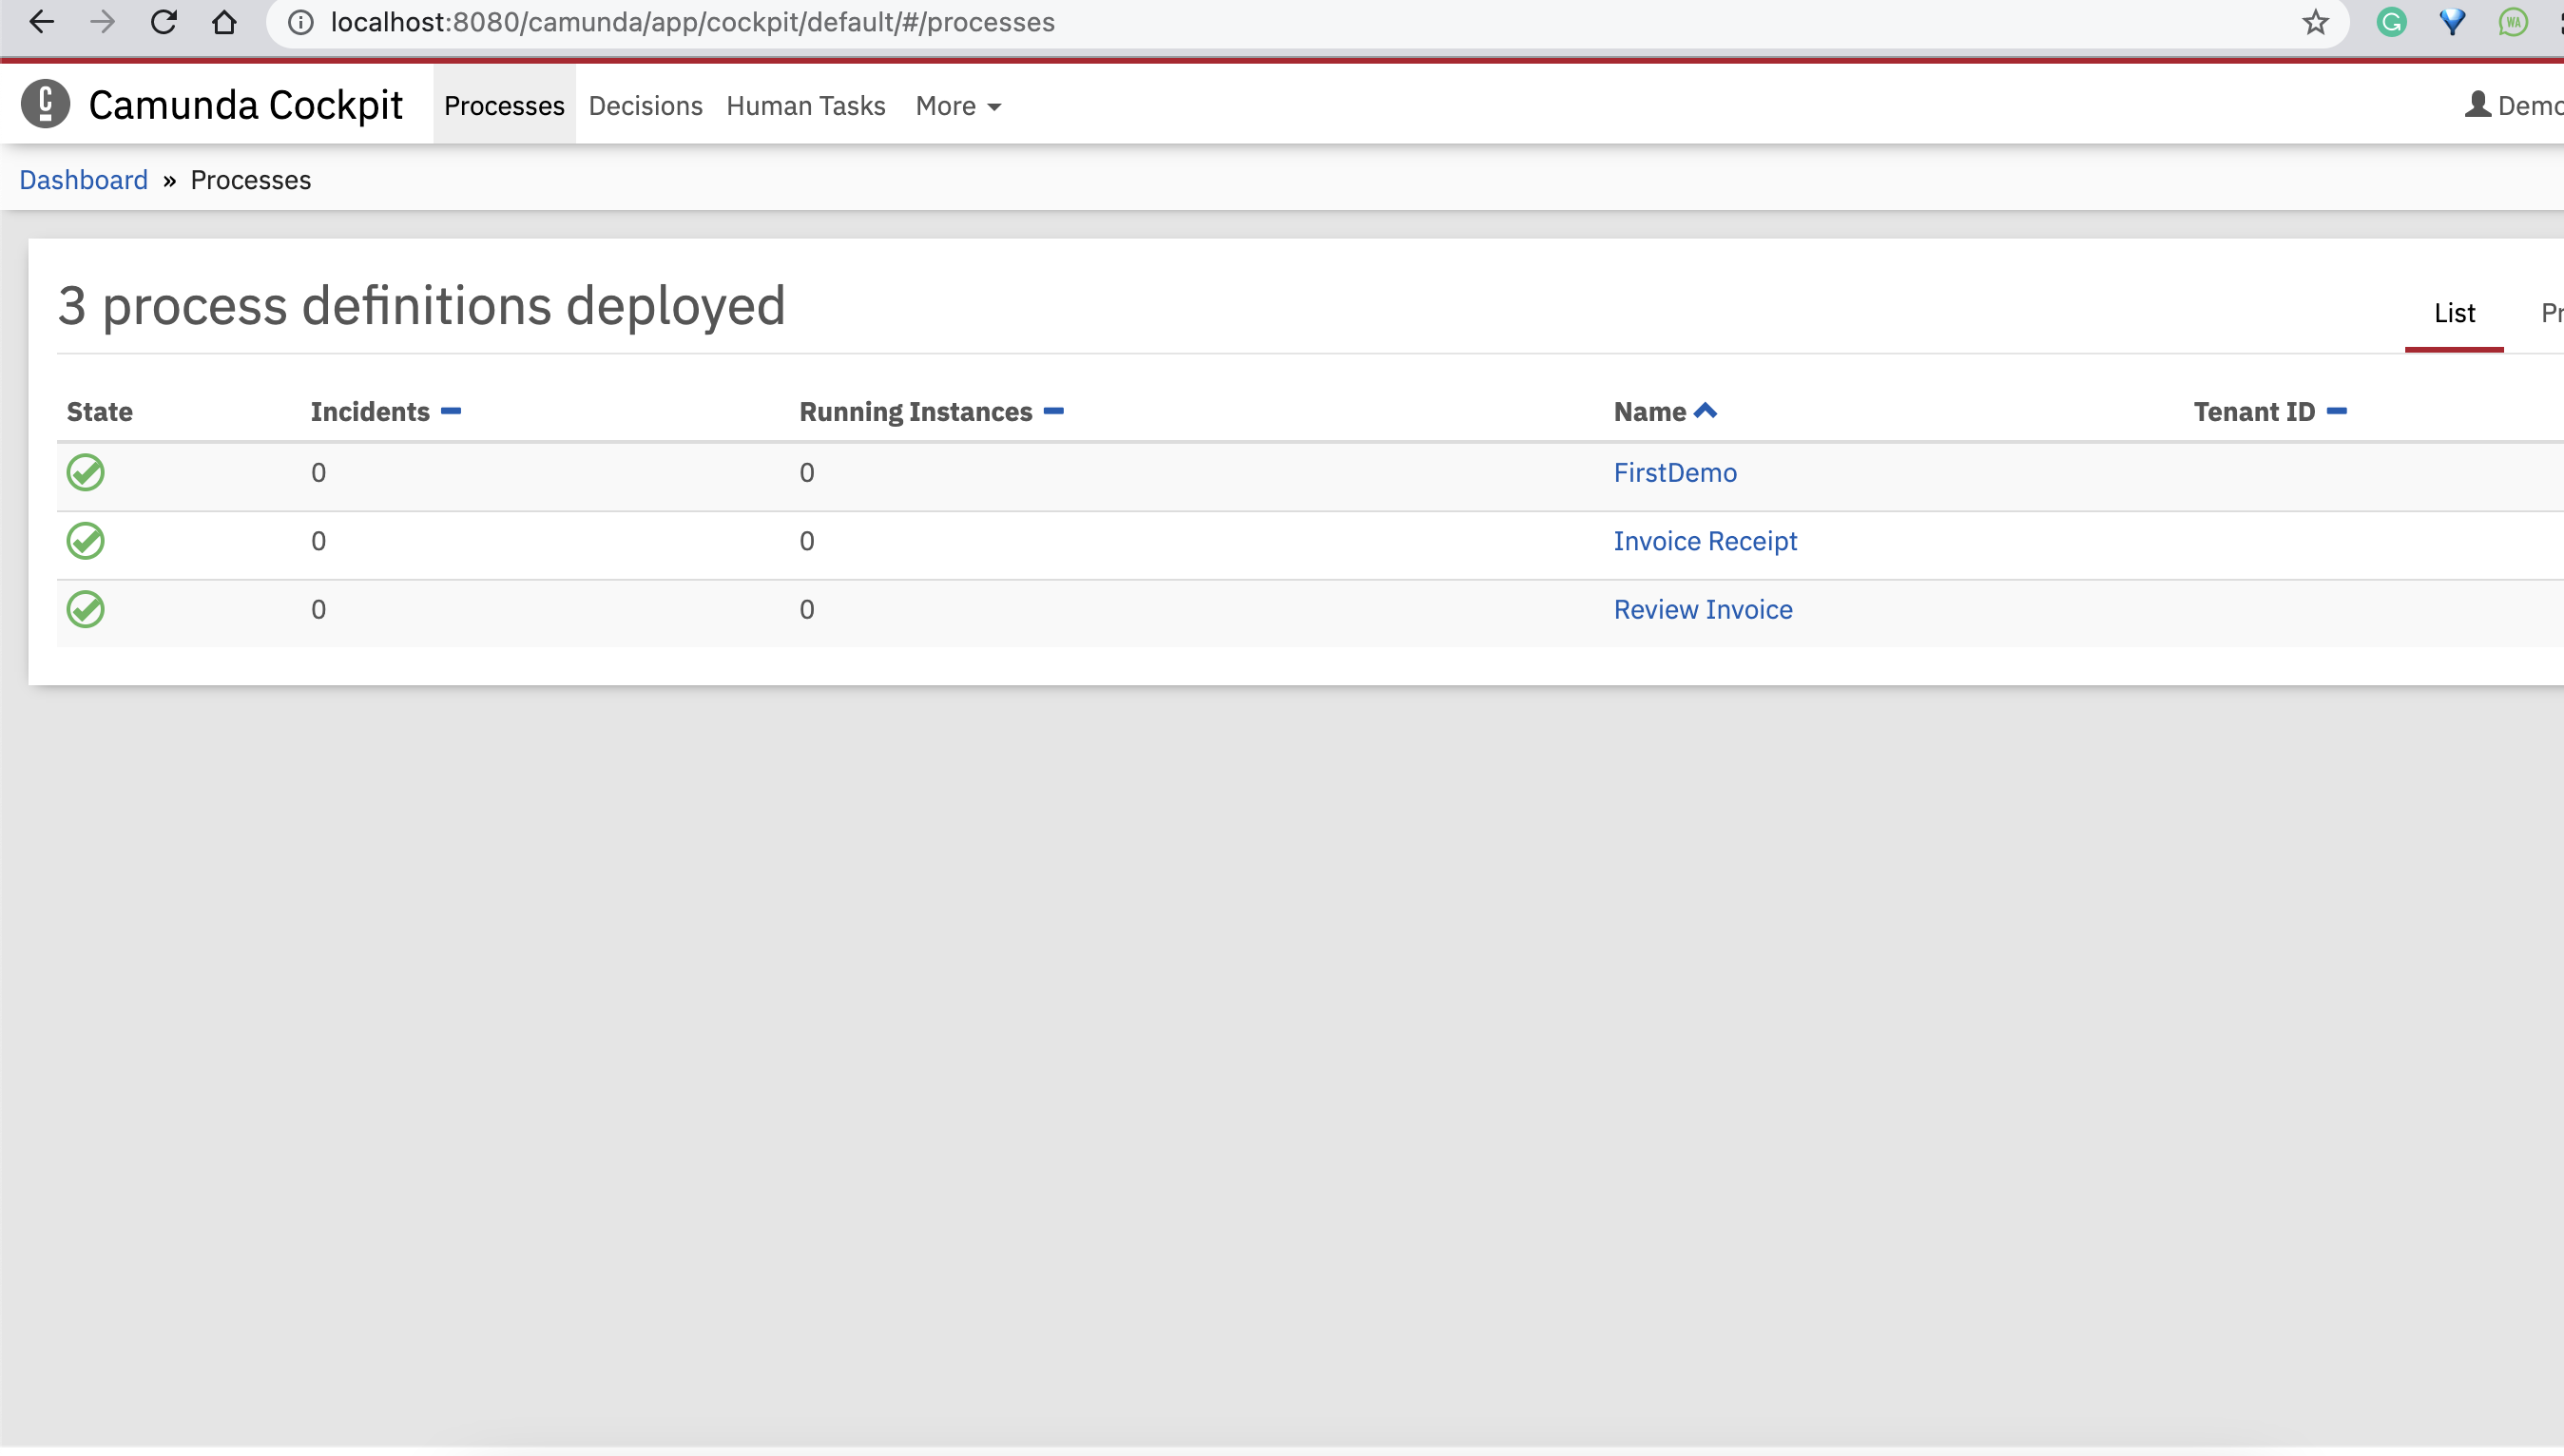 localhost:8080/camunda/app/cockpit/default/#/processes
Camunda Cockpit Processes Decisions Human Tasks More
Dashboard » Processes
3 process definitions deployed
List
State Incidents Running Instances Name Tenant ID
0 0 FirstDemo
0 0 Invoice Receipt
0 0 Review Invoice